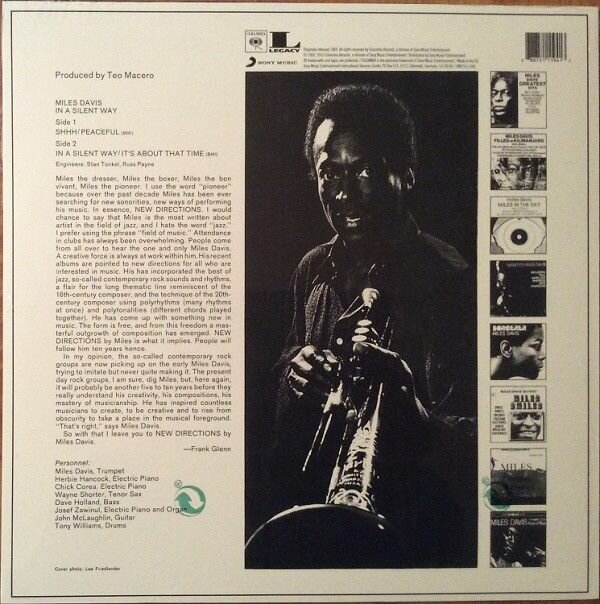 COLUMBIA
LEGACY
SONY MUSIC
Produced by Teo Macero
MILES DAVIS
IN A SILENT WAY
Side 1
SHHH/PEACEFUL (BMI)
Side 2
IN A SILENT WAY/IT'S ABOUT THAT TIME (BMI)
Engineers: Stan Tonkel, Russ Payne
Miles the dresser, Miles the boxer, Miles the bon
vivant, Miles the pioneer. I use the word "pioneer"
because over the past decade Miles has been ever
searching for new sonorities, new ways of performing
his music. In essence, NEW DIRECTIONS. I would
chance to say that Miles is the most written about
artist in the field of jazz, and I hate the word "jazz."
I prefer using the phrase "field of music." Attendance
in clubs has always been overwhelming. People come
from all over to hear the one and only Miles Davis.
A creative force is always at work within him. His recent
albums are pointed to new directions for all who are
interested in music. His has incorporated the best of
jazz, so-called contemporary rock sounds and rhythms,
a flair for the long thematic line reminiscent of the
16th-century composer, and the technique of the 20th-
century composer using polyrhythms (many rhythms
at once) and polytonalities (different chords played
together). He has come up with something new in
music. The form is free, and from this freedom a mas-
terful outgrowth of composition has emerged. NEW
DIRECTIONS by Miles is what it implies. People will
follow him ten years hence.
In my opinion, the so-called contemporary rock
groups are now picking up on the early Miles Davis,
trying to imitate but never quite making it. The present
day rock groups, I am sure, dig Miles, but, here again,
it will probably be another five to ten years before they
really understand his creativity, his compositions, his
mastery of musicianship. He has inspired countless
musicians to create, to be creative and to rise from
obscurity to take a place in the musical foreground.
"That's right," says Miles Davis.
So with that I leave you to NEW DIRECTIONS by
Miles Davis.
—Frank Glenn
Personnel:
Miles Davis, Trumpet
Herbie Hancock, Electric Piano
Chick Corea, Electric Piano
Wayne Shorter, Tenor Sax
Dave Holland, Bass
Josef Zawinul, Electric Piano and Organ
John McLaughlin, Guitar
Tony Williams, Drums
Cover photo: Lee Friedlander
MILES
DAVIS
GREATEST
HITS
MILES DAVIS
FILLES DE KILIMANJARO
MILES DAVIS
MILES IN THE SKY
SORCERER
MILES DAVIS
MILES
SMILES
MILES
MILES DAVIS